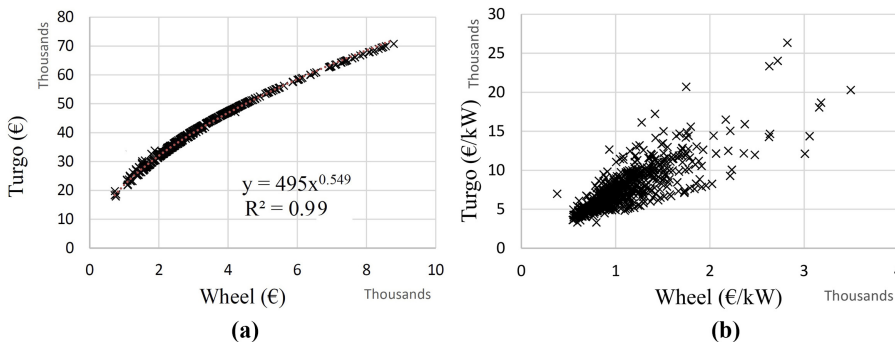 80
70
60
50
40
30
20
10
0
Thousands
Turgo (€)
y = 495x^0.549
R² = 0.99
0 2 4 6 8 10
Wheel (€)
Thousands
(a)
30
25
20
15
10
5
0
Thousands
Turgo (€/kW)
0 1 2 3 4
Wheel (€/kW)
Thousands
(b)